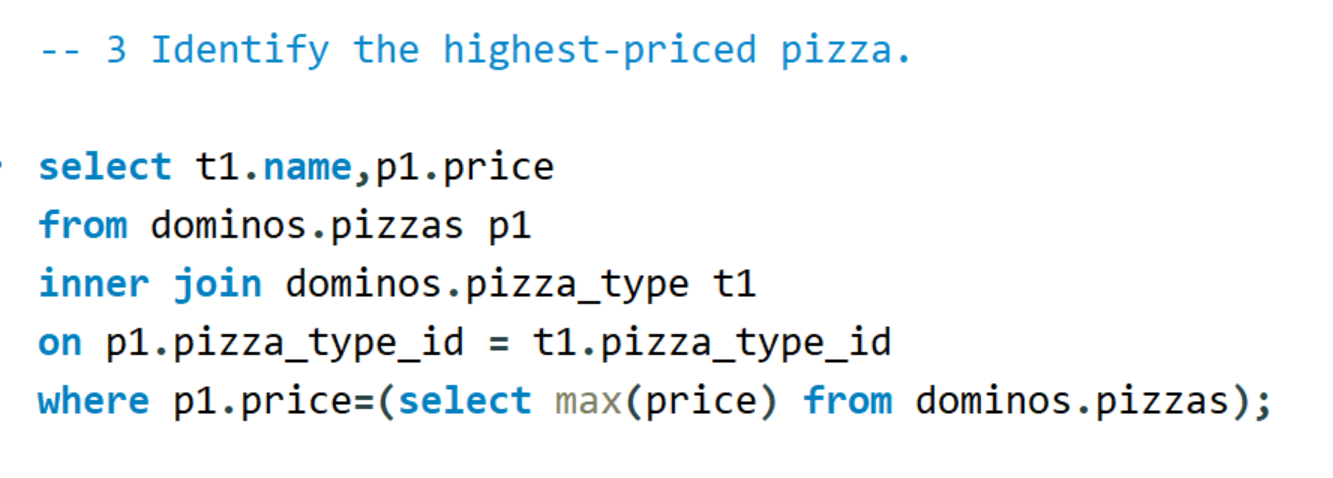 -- 3 Identify the highest-priced pizza.
select t1.name,p1.price
from dominos.pizzas p1
inner join dominos.pizza_type t1
on p1.pizza_type_id = t1.pizza_type_id
where p1.price=(select max(price) from dominos.pizzas);